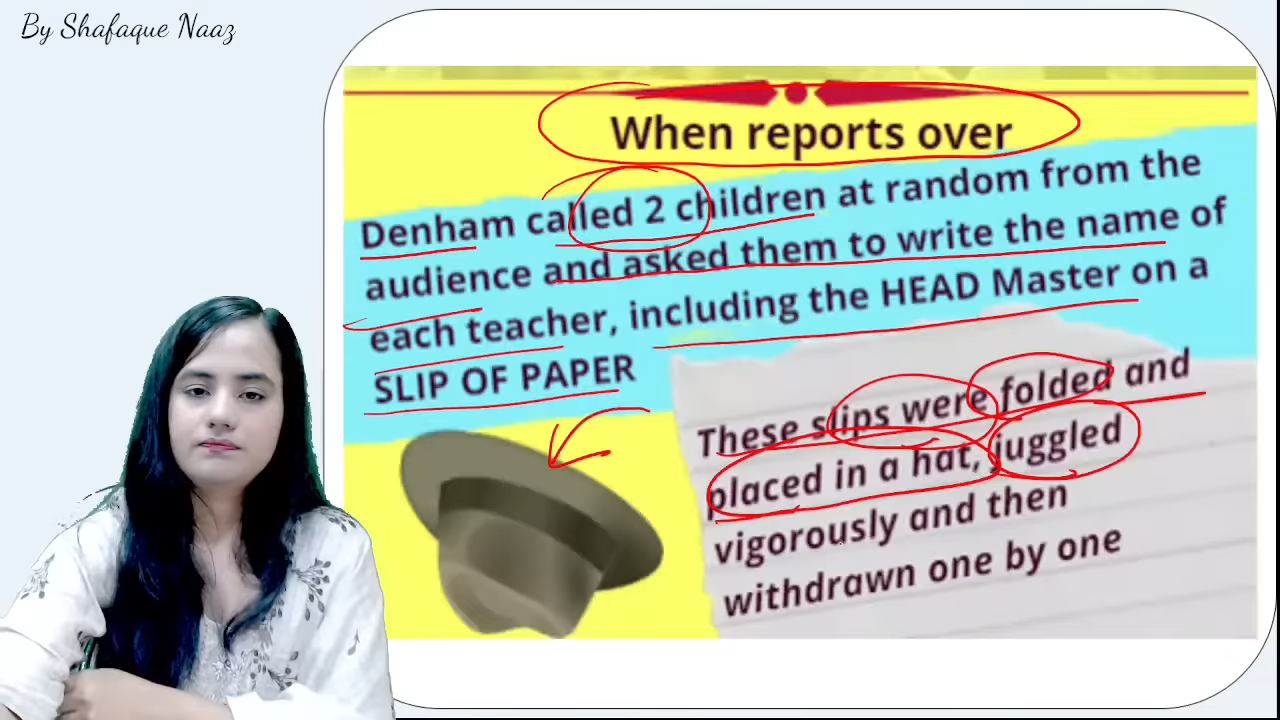 By Shafaque Naaz
When reports over
Denham called 2 children at random from the
audience and asked them to write the name of
each teacher, including the HEAD Master on a
SLIP OF PAPER
These slips were folded and
placed in a hat, juggled
vigorously and then
withdrawn one by one